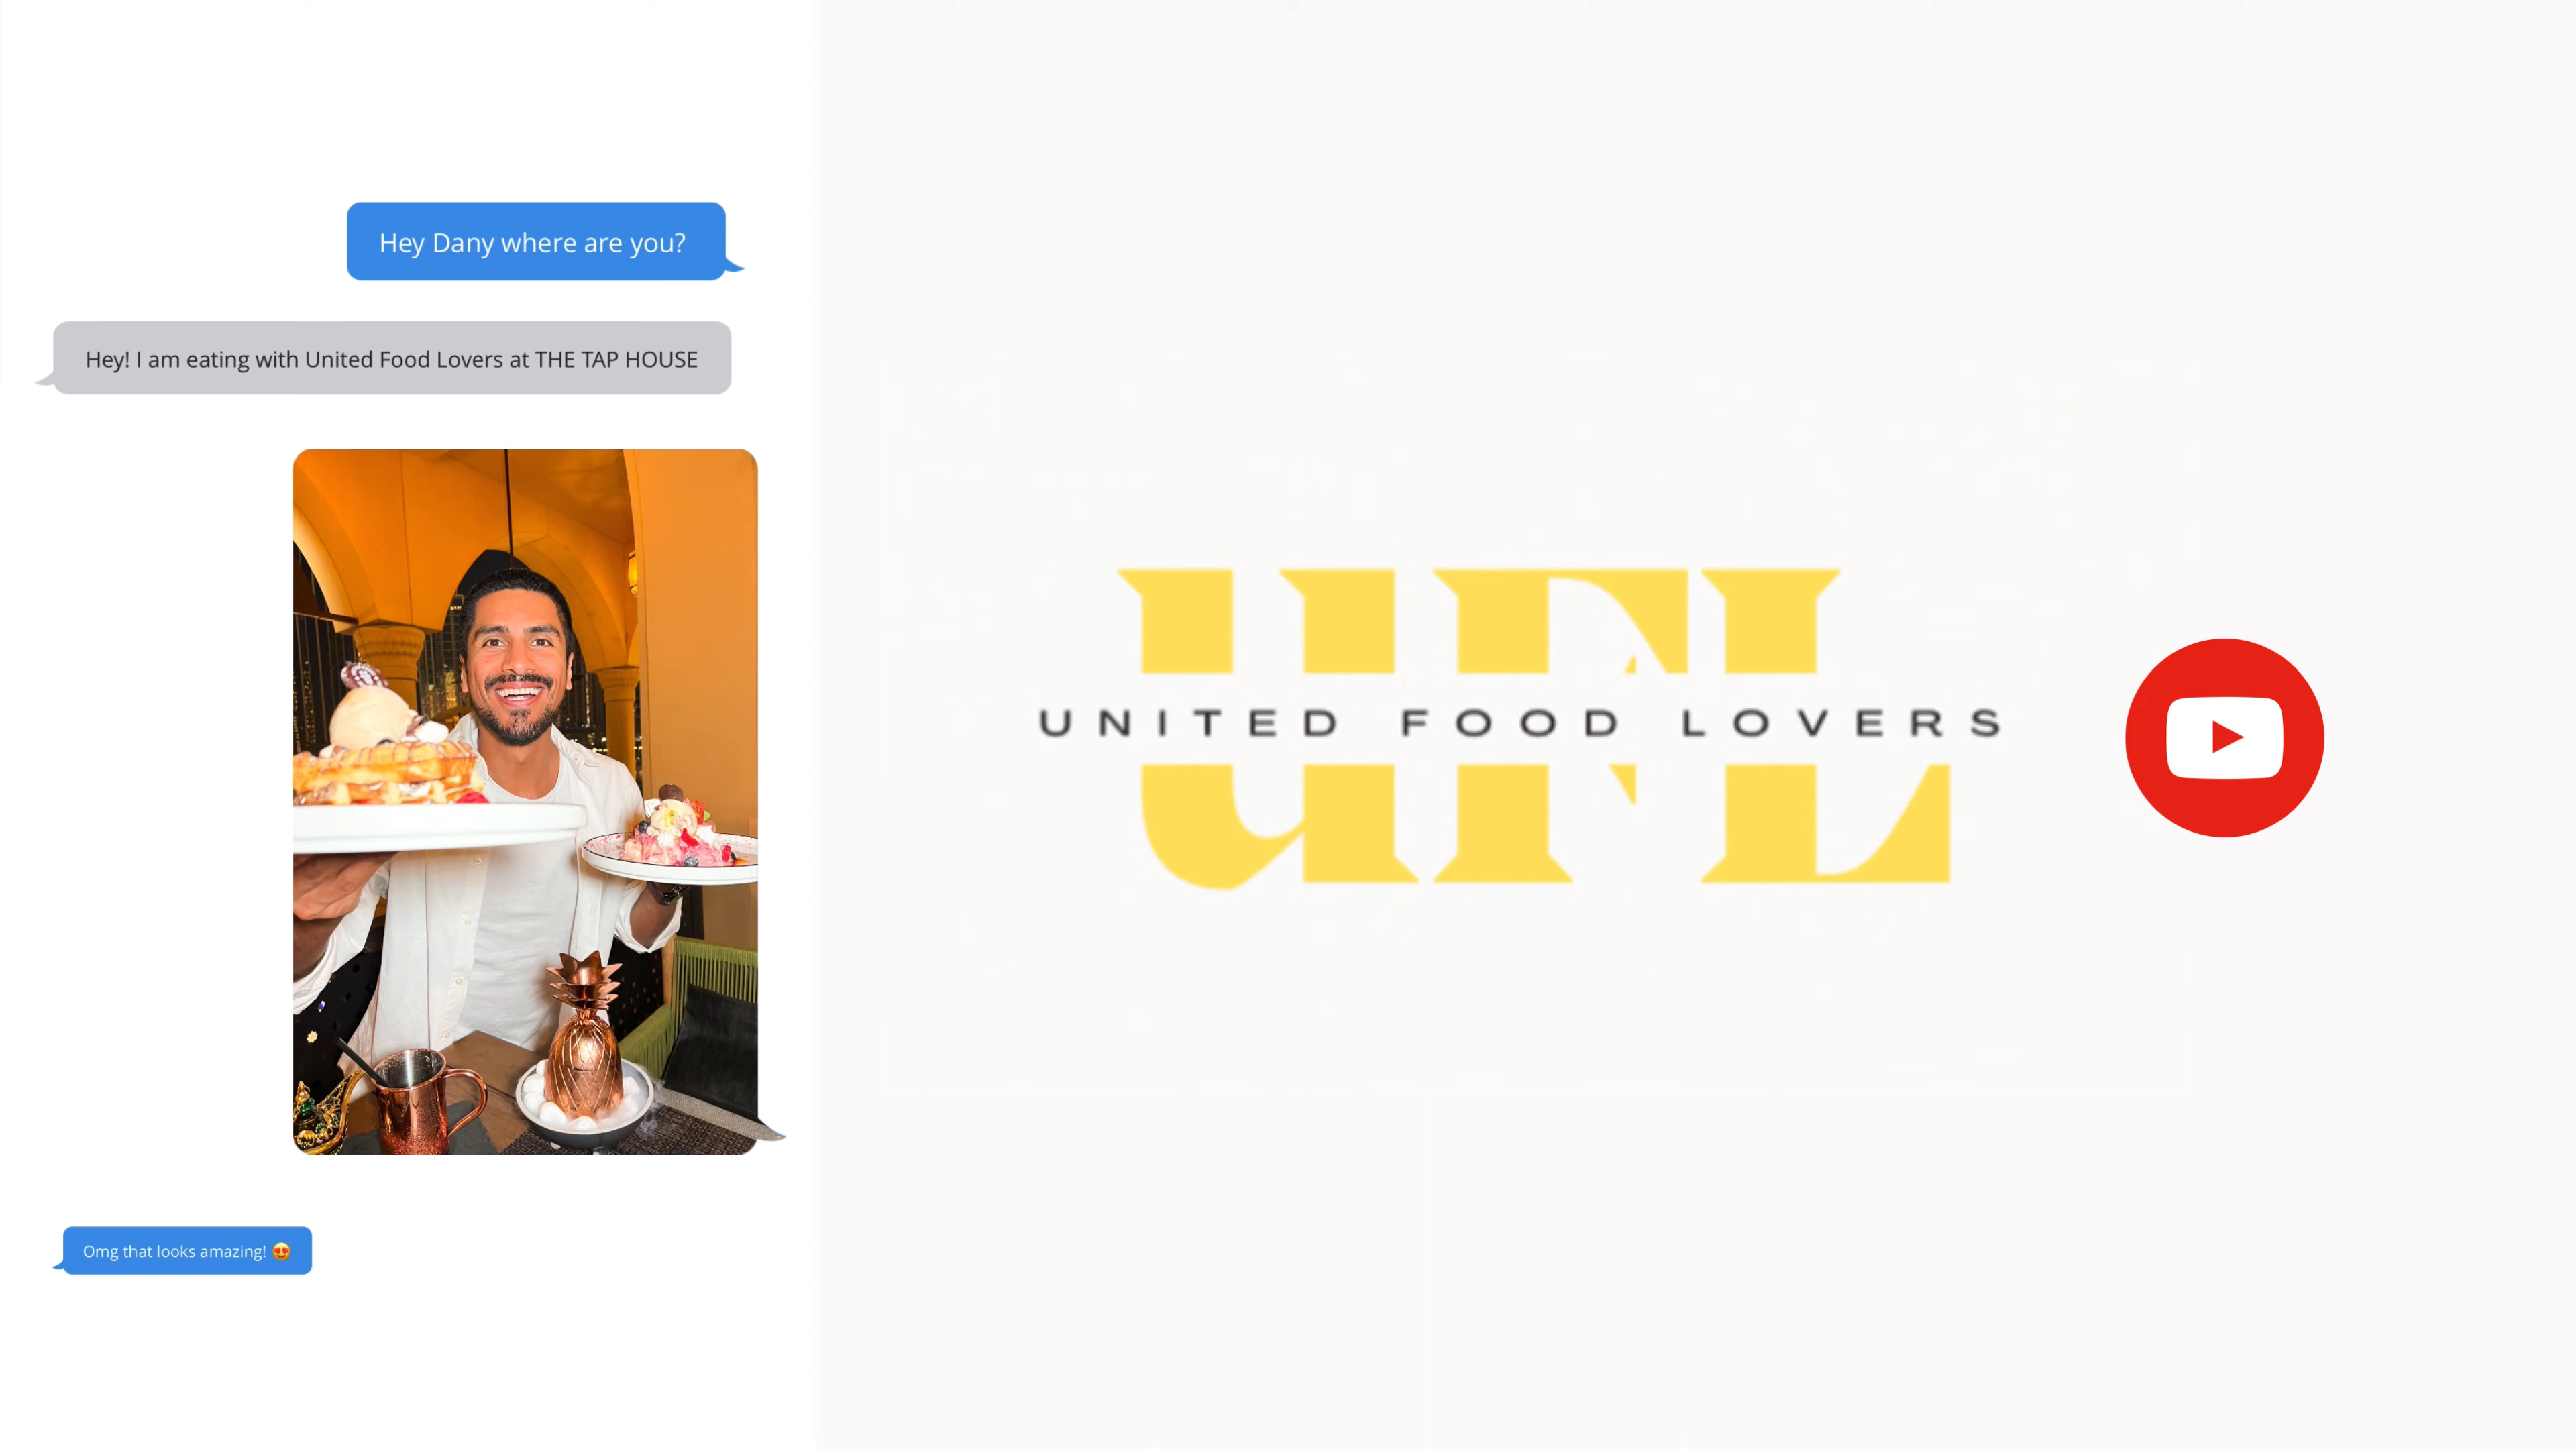 Hey Dany where are you?
Hey! I am eating with United Food Lovers at THE TAP HOUSE
Omg that looks amazing! 😍
UFL
UNITED FOOD LOVERS